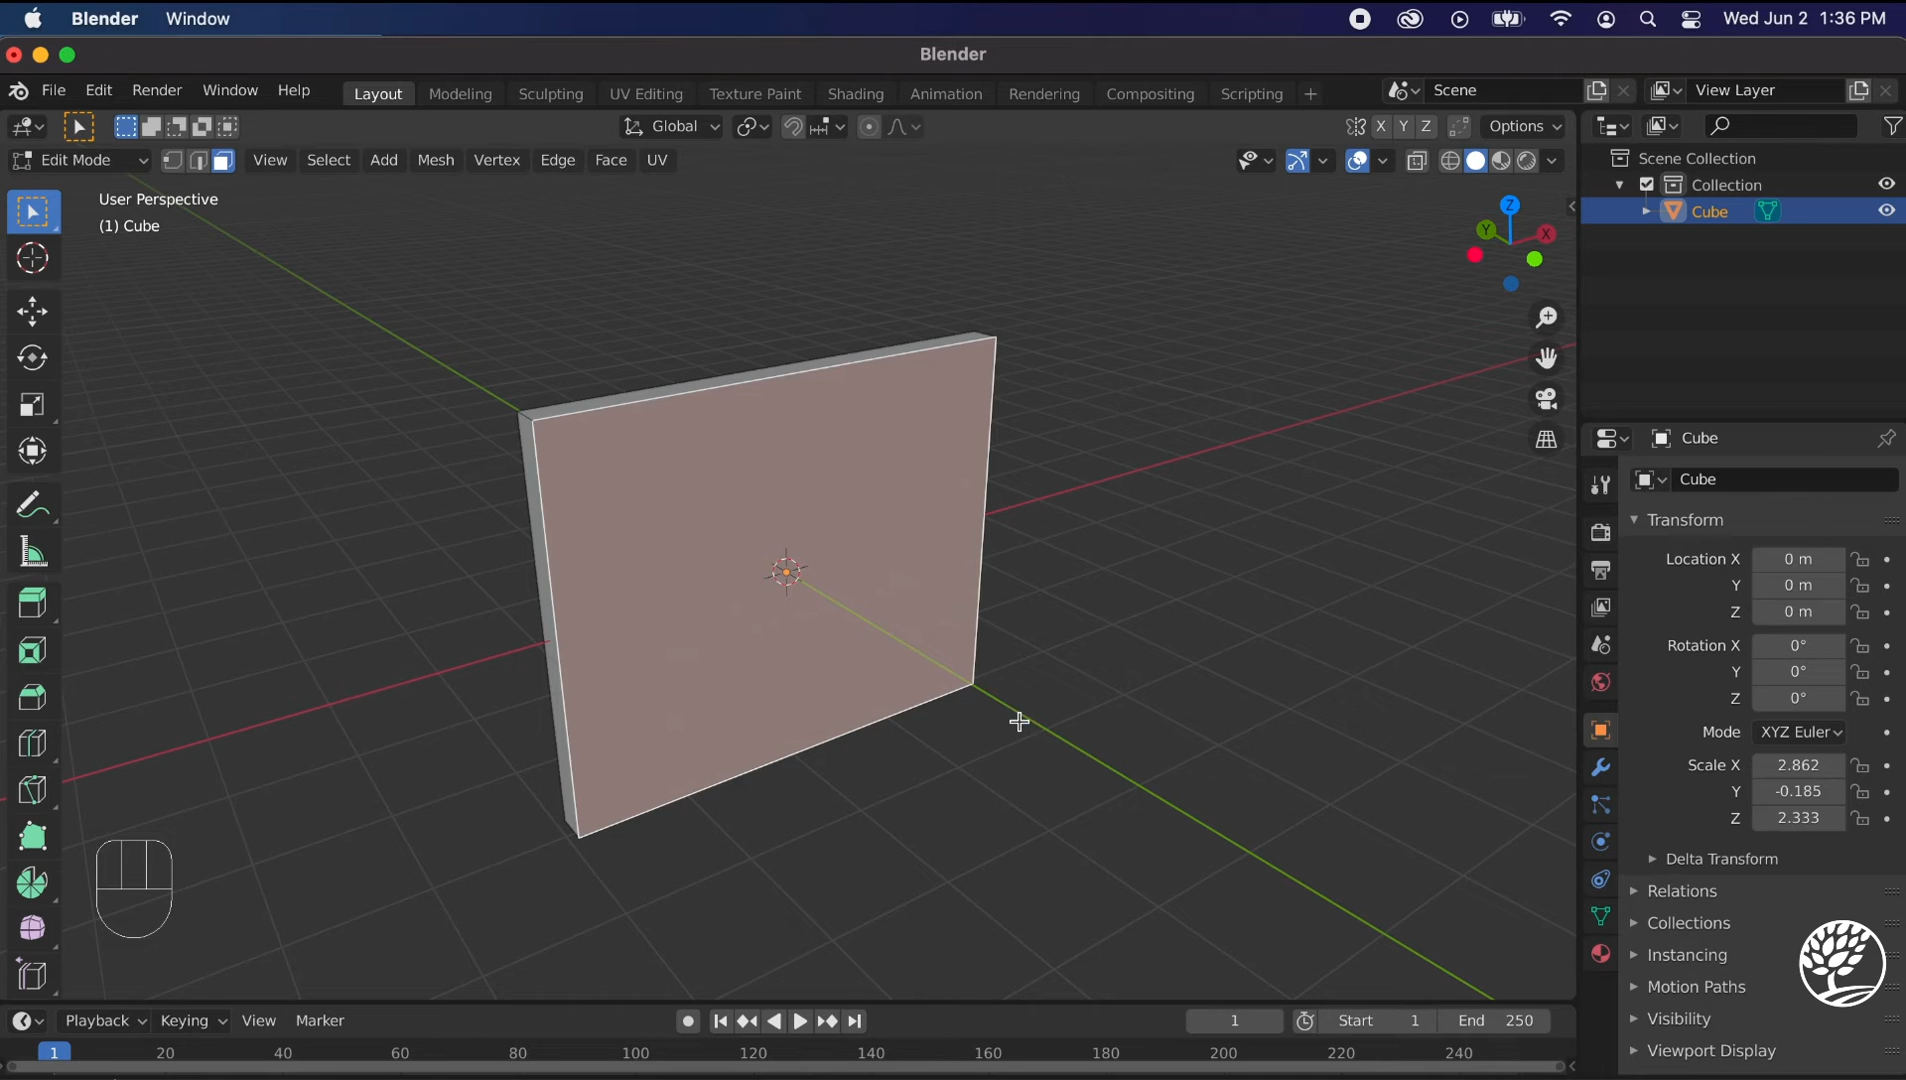 Blender Window Wed Jun 2 1:36 PM
Blender
File Edit Render Window Help Layout Modeling Sculpting UV Editing Texture Paint Shading Animation Rendering Compositing Scripting + Scene View Layer
Global X Y Z Options
Edit Mode View Select Add Mesh Vertex Edge Face UV
Scene Collection
Collection
Cube
User Perspective
(1) Cube
Z
Y X
Cube
Cube
Transform
Location X 0 m
Y 0 m
Z 0 m
Rotation X 0°
Y 0°
Z 0°
Mode XYZ Euler
Scale X 2.862
Y -0.185
Z 2.333
Delta Transform
Relations
Collections
Instancing
Motion Paths
Visibility
Viewport Display
Playback Keying View Marker 1 Start 1 End 250
1 20 40 60 80 100 120 140 160 180 200 220 240